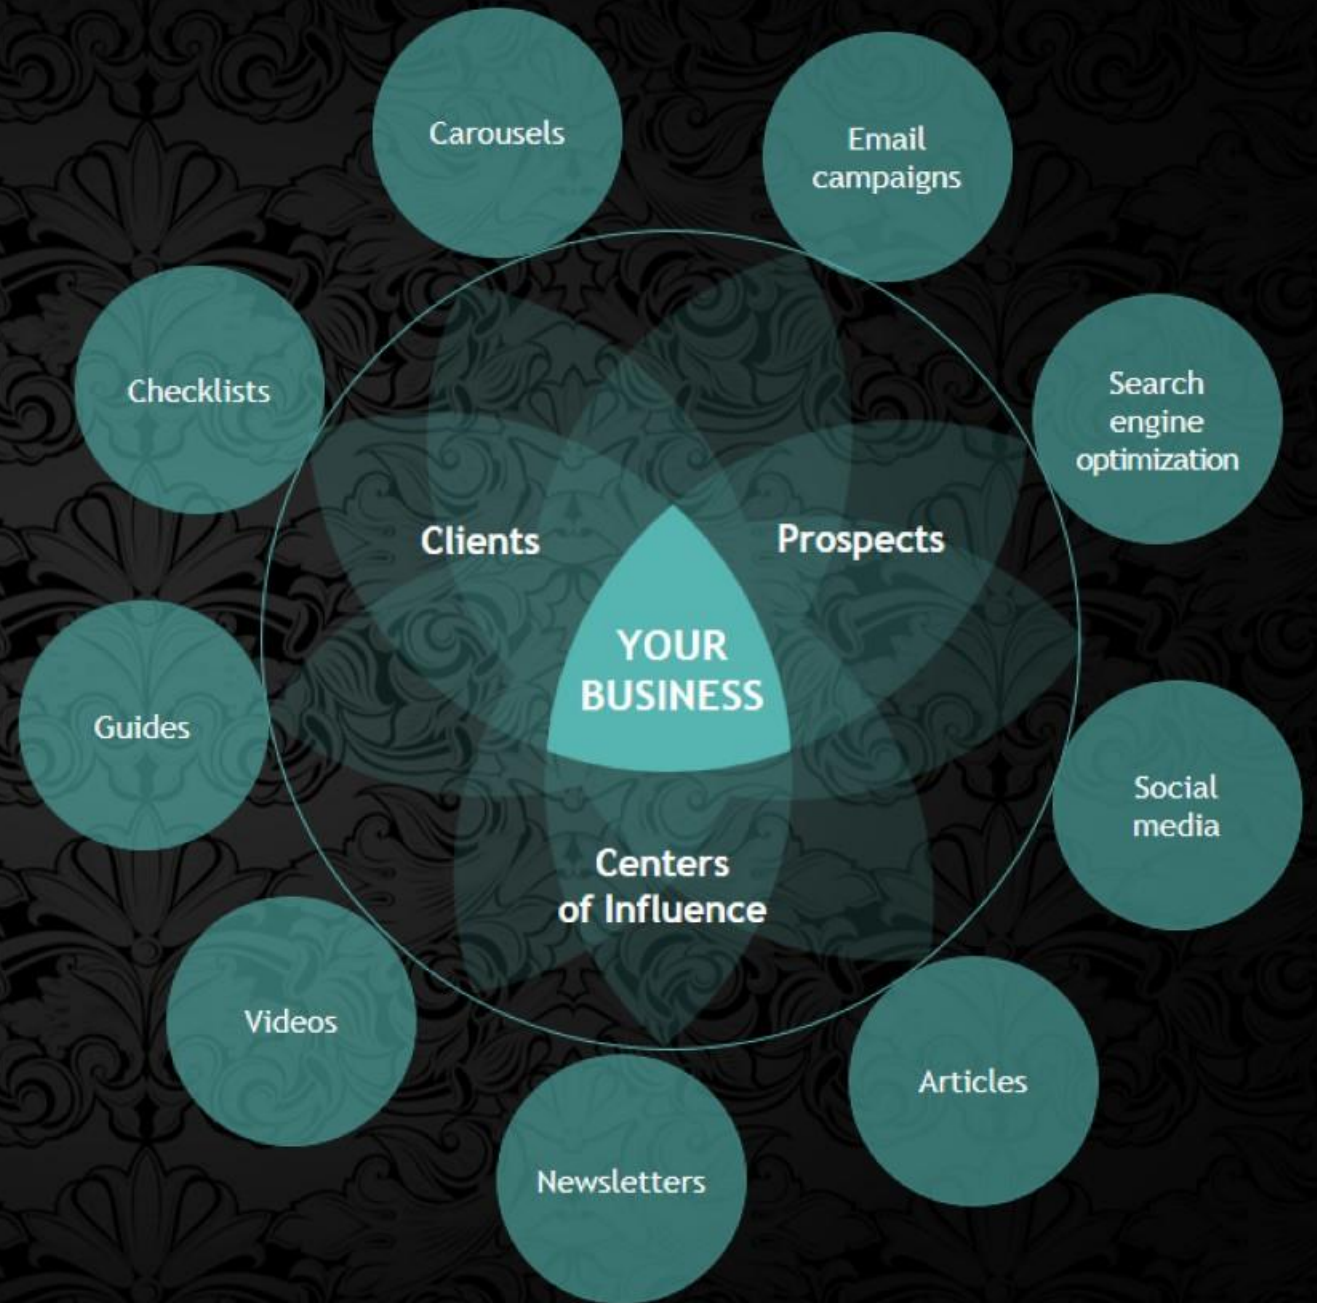 Carousels
Email
campaigns
Checklists
Search
engine
optimization
Clients
Prospects
YOUR
BUSINESS
Guides
Social
media
Centers
of Influence
Videos
Articles
Newsletters